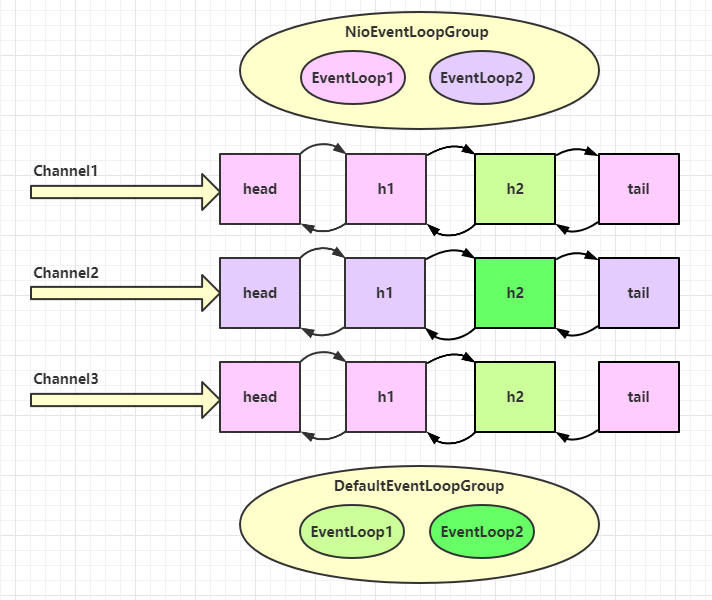 NioEventLoopGroup
EventLoop1 EventLoop2
Channel1
head h1 h2 tail
Channel2
head h1 h2 tail
Channel3
head h1 h2 tail
DefaultEventLoopGroup
EventLoop1 EventLoop2